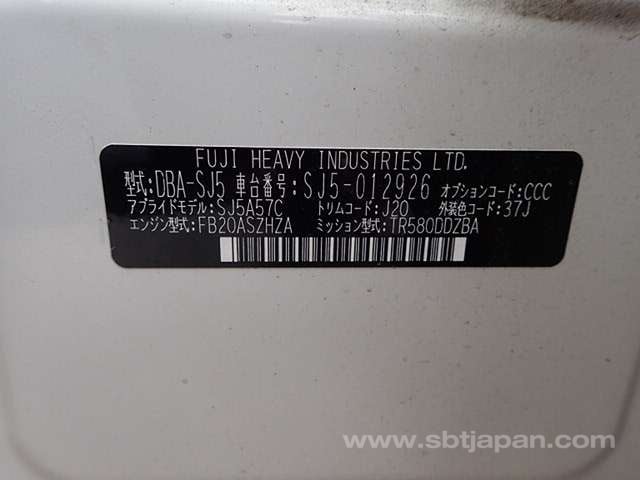 FUJI HEAVY INDUSTRIES LTD.
型式:DBA-SJ5 車台番号:SJ5-012926 オプションコード:CCC
アプライドモデル:SJ5A57C トリムコード:J20 外装色コード:37J
エンジン型式:FB20ASZHZA ミッション型式:TR580DDZBA
www.sbtjapan.com